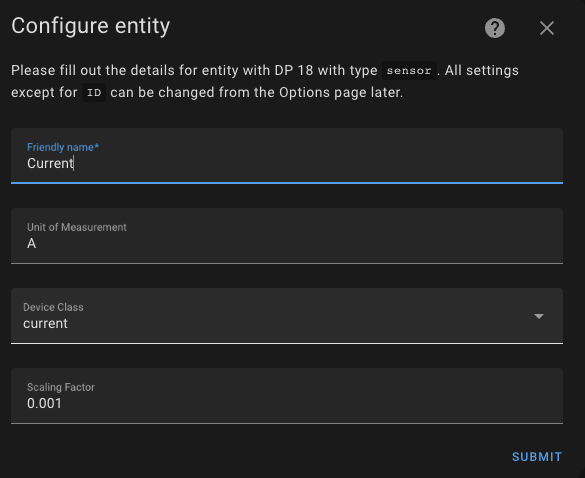 Configure entity
Please fill out the details for entity with DP 18 with type sensor. All settings
except for ID can be changed from the Options page later.
Friendly name*
Current
Unit of Measurement
A
Device Class
current
Scaling Factor
0.001
SUBMIT